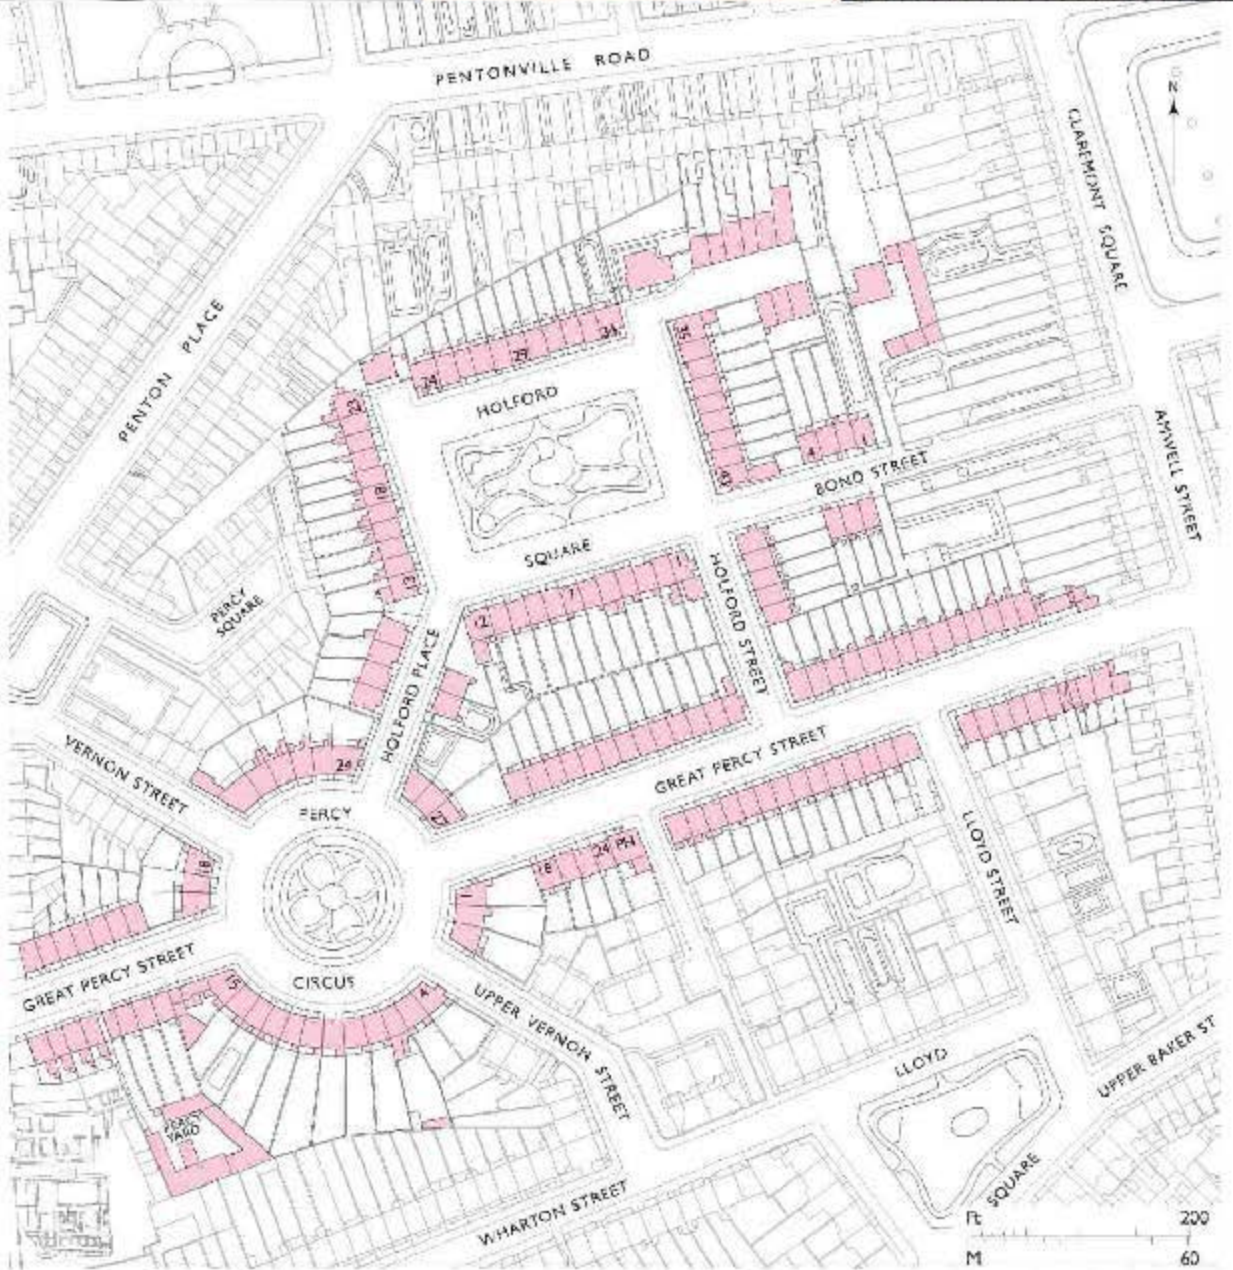 PENTONVILLE ROAD
N
CLAREMONT SQUARE
PENTON PLACE
34
29
24
35
HOLFORD
23
AMWELL STREET
4
1
43
BOND STREET
18
SQUARE
1
HOLFORD STREET
13
7
PERCY
SQUARE
12
HOLFORD PLACE
VERNON STREET
24
GREAT PERCY STREET
PERCY
27
LLOYD STREET
18
24 PH
18
1
GREAT PERCY STREET
CIRCUS
15
4
UPPER VERNON STREET
UPPER BAKER ST
LLOYD
YARD
SQUARE
WHARTON STREET
Ft 200
M 60